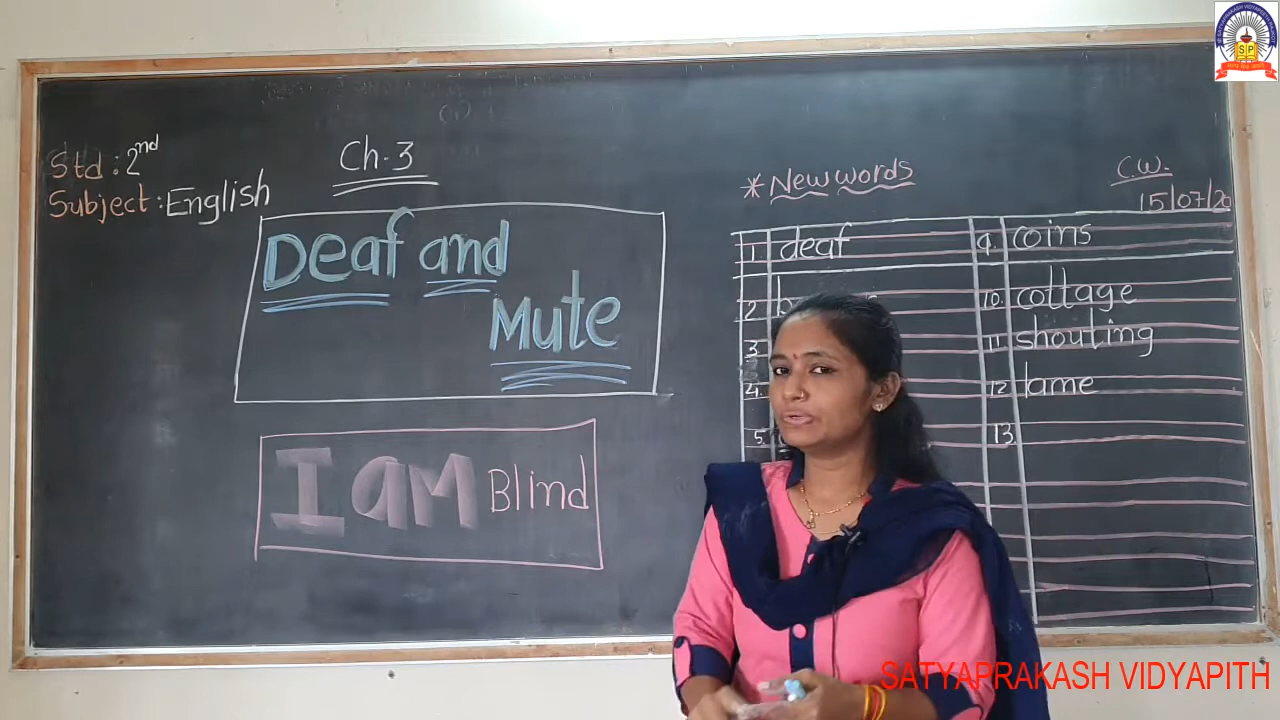 Std : 2nd
Subject : English
Ch-3
Deaf and
Mute
I am Blind
* New words
C.W.
15/07/20
1. deaf
2
3
4.
5.
9. coins
10. cottage
11. shouting
12. lame
13.
SP
SATYAPRAKASH VIDYAPITH